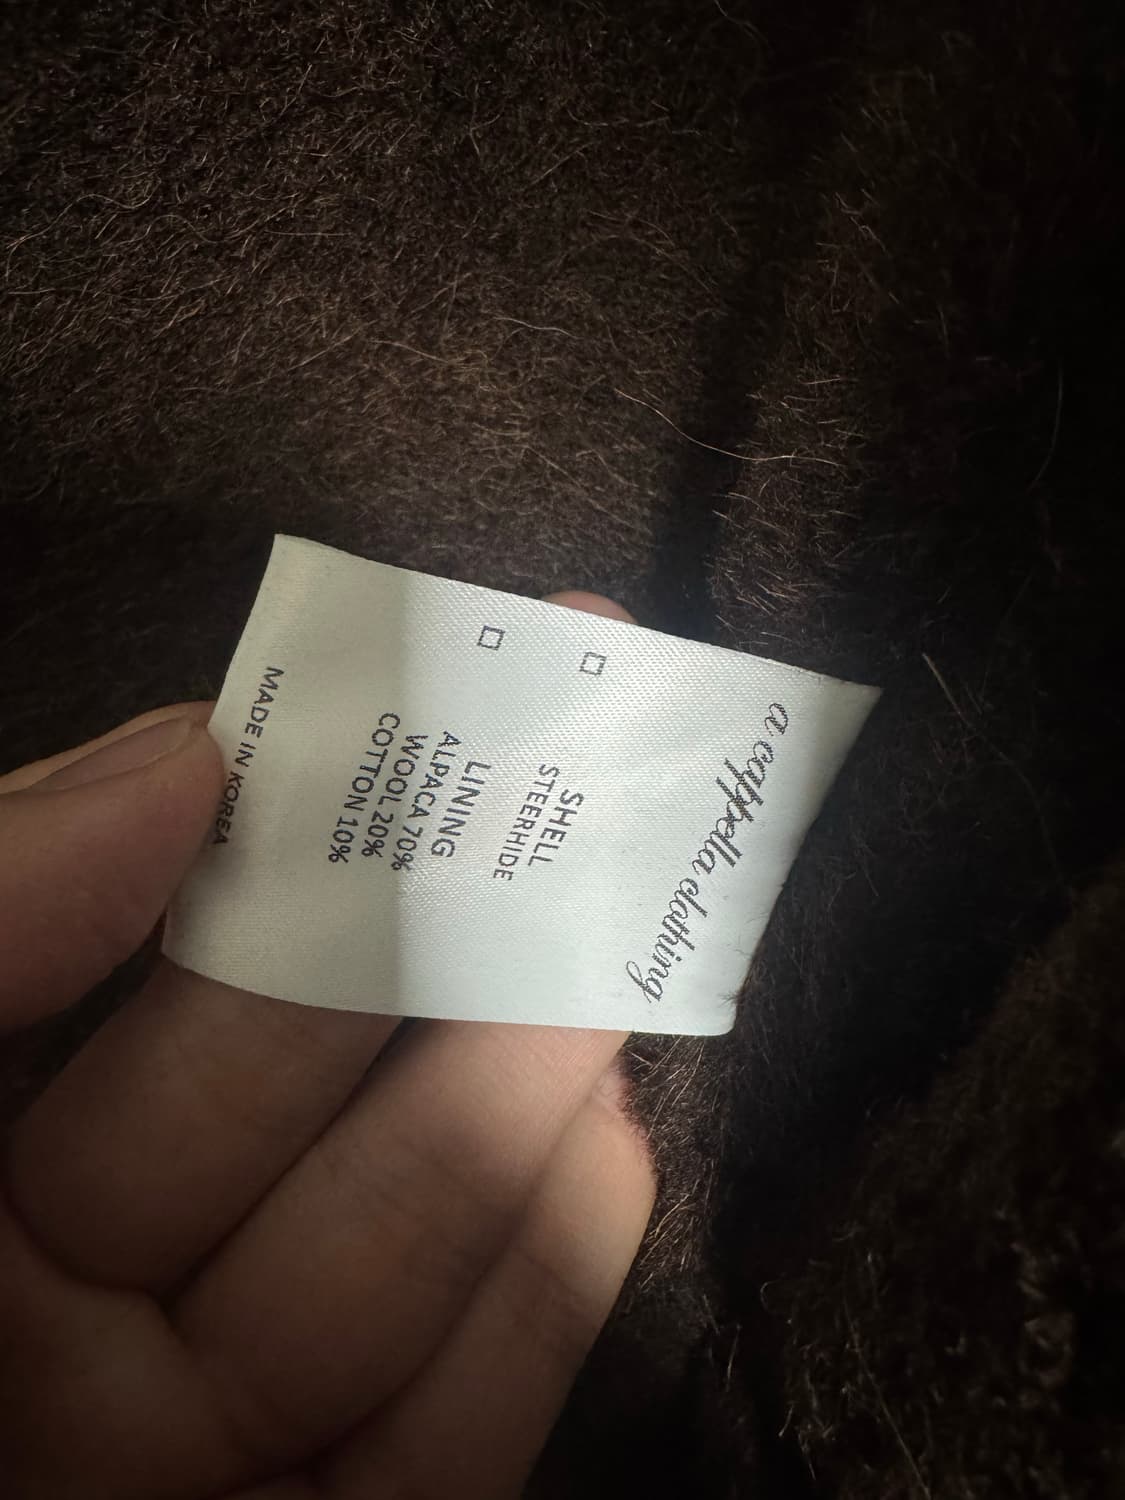 a cappella clothing
□ SHELL
STEERHIDE
□ LINING
ALPACA 70%
WOOL 20%
COTTON 10%
MADE IN KOREA